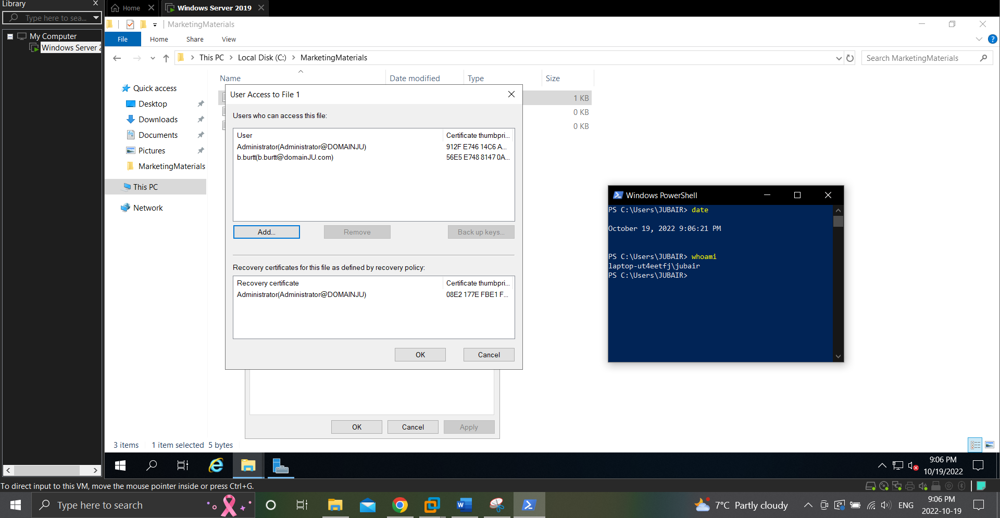 Library
Home
Windows Server 2019
Type here to sea...
My Computer
Windows Server 2
MarketingMaterials
File
Home
Share
View
This PC
Local Disk (C:)
MarketingMaterials
Search MarketingMaterials
Name
Date modified
Type
Size
Quick access
Desktop
Downloads
Documents
Pictures
MarketingMaterials
This PC
Network
1 KB
0 KB
0 KB
User Access to File 1
Users who can access this file:
User
Certificate thumbpri...
Administrator(Administrator@DOMAINJU)
912F E746 14C6 A...
b.burtt(b.burtt@domainJU.com)
56E5 E748 8147 0A...
Add...
Remove
Back up keys...
Recovery certificates for this file as defined by recovery policy:
Recovery certificate
Certificate thumbpri...
Administrator(Administrator@DOMAINJU)
08E2 177E FBE1 F...
OK
Cancel
OK
Cancel
Apply
Windows PowerShell
PS C:\Users\JUBAIR> date
October 19, 2022 9:06:21 PM
PS C:\Users\JUBAIR> whoami
laptop-ut4eetfj\jubair
PS C:\Users\JUBAIR>
3 items
1 item selected 5 bytes
9:06 PM
10/19/2022
To direct input to this VM, move the mouse pointer inside or press Ctrl+G.
Type here to search
7°C Partly cloudy
ENG
9:06 PM
2022-10-19